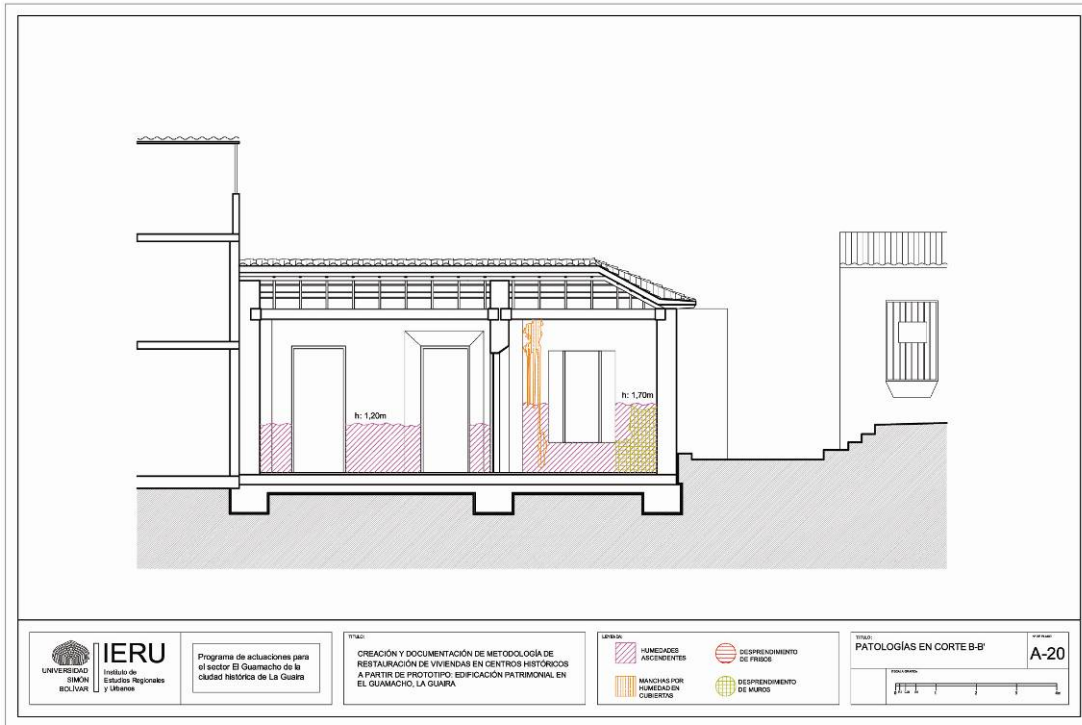 h: 1,20m
h: 1,70m
UNIVERSIDAD
SIMÓN
BOLÍVAR
IERU
Instituto de
Estudios Regionales
y Urbanos
Programa de actuaciones para
el sector El Guamacho de la
ciudad histórica de La Guaira
TITULO:
CREACIÓN Y DOCUMENTACIÓN DE METODOLOGÍA DE
RESTAURACIÓN DE VIVIENDAS EN CENTROS HISTÓRICOS
A PARTIR DE PROTOTIPO: EDIFICACIÓN PATRIMONIAL EN
EL GUAMACHO, LA GUAIRA
LEYENDA:
HUMEDADES
ASCENDENTES
DESPRENDIMIENTO
DE FRISOS
MANCHAS POR
HUMEDAD EN
CUBIERTAS
DESPRENDIMIENTO
DE MUROS
TITULO:
PATOLOGÍAS EN CORTE B-B'
A-20
ESCALA GRAFICA: